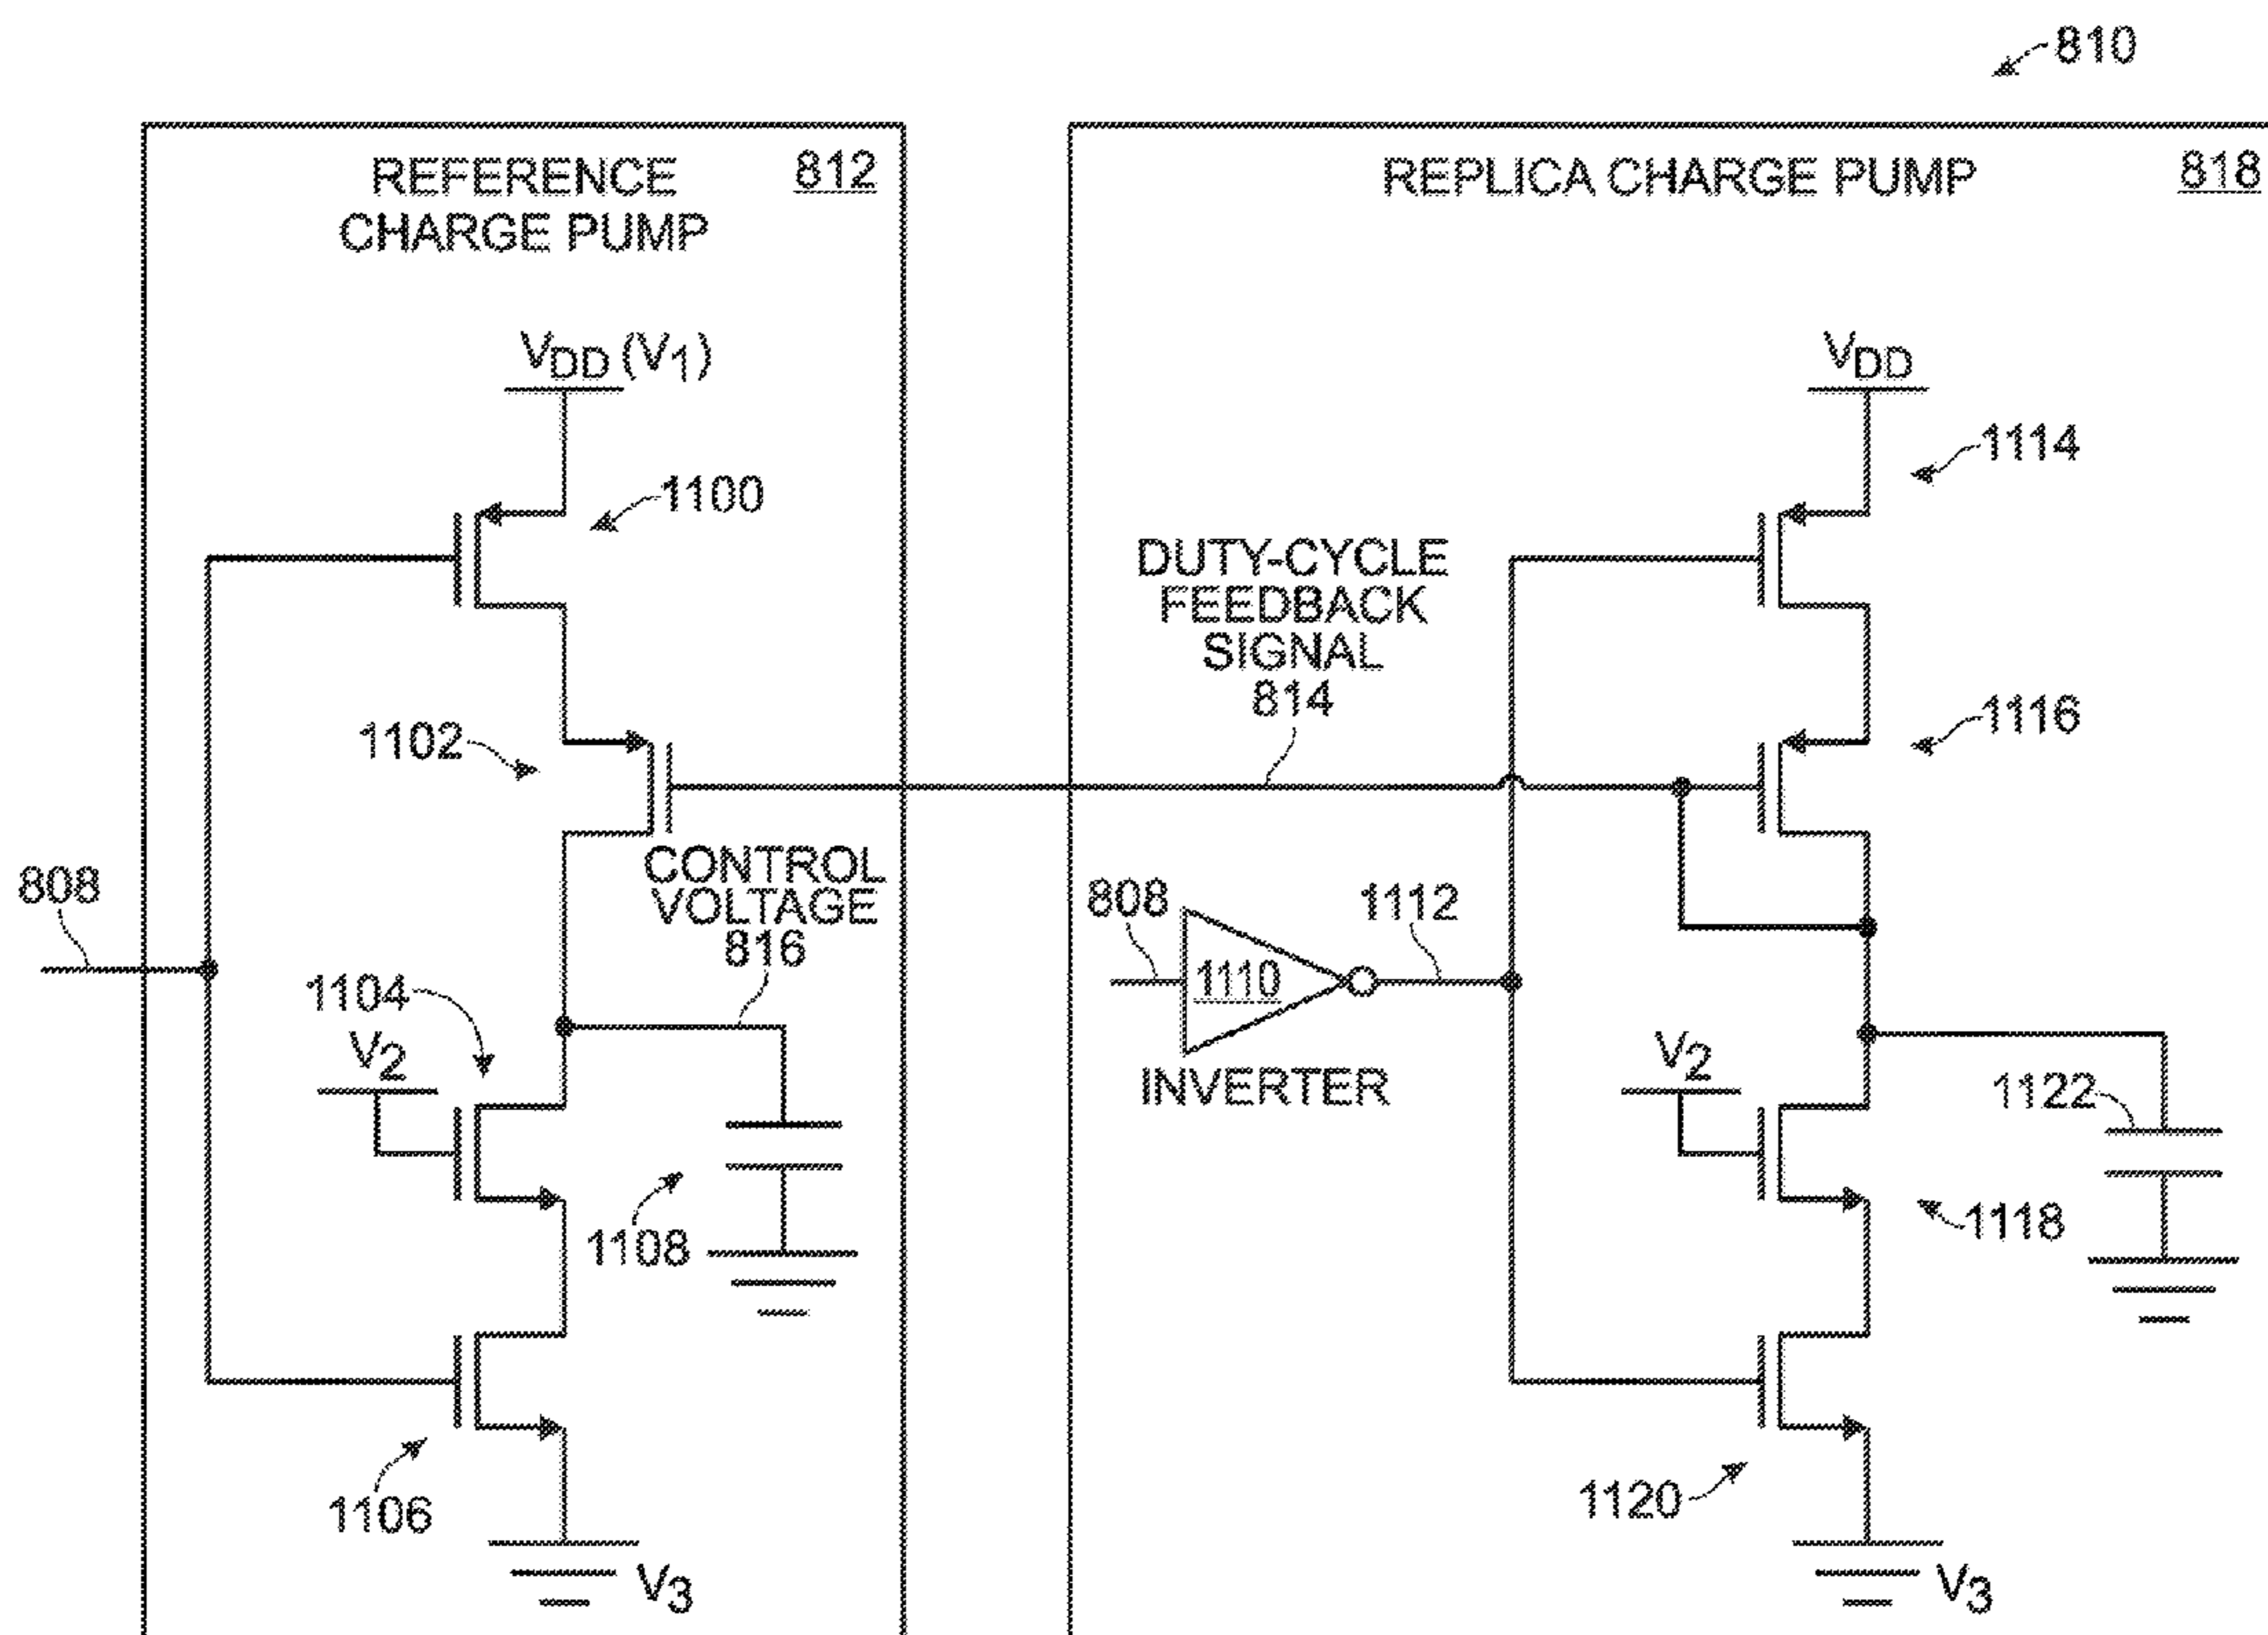 810
REFERENCE
CHARGE PUMP
812
VDD (V1)
1100
1102
CONTROL
VOLTAGE
816
808
1104
V2
1108
1106
V3
REPLICA CHARGE PUMP
818
VDD
1114
DUTY-CYCLE
FEEDBACK
SIGNAL
814
1116
808
1110
1112
INVERTER
V2
1122
1118
1120
V3